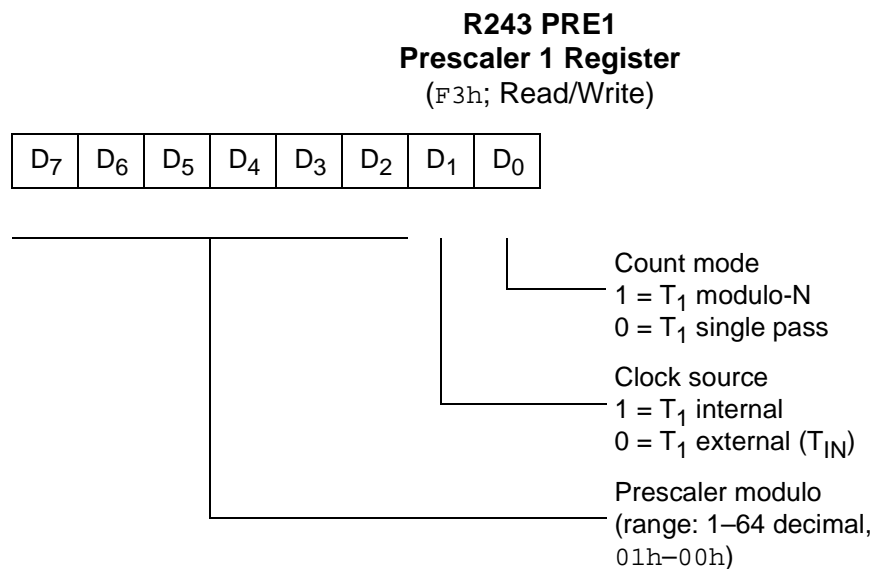 R243 PRE1
Prescaler 1 Register
(F3h; Read/Write)
D7 D6 D5 D4 D3 D2 D1 D0
Count mode
1 = T1 modulo-N
0 = T1 single pass
Clock source
1 = T1 internal
0 = T1 external (TIN)
Prescaler modulo
(range: 1–64 decimal,
01h–00h)